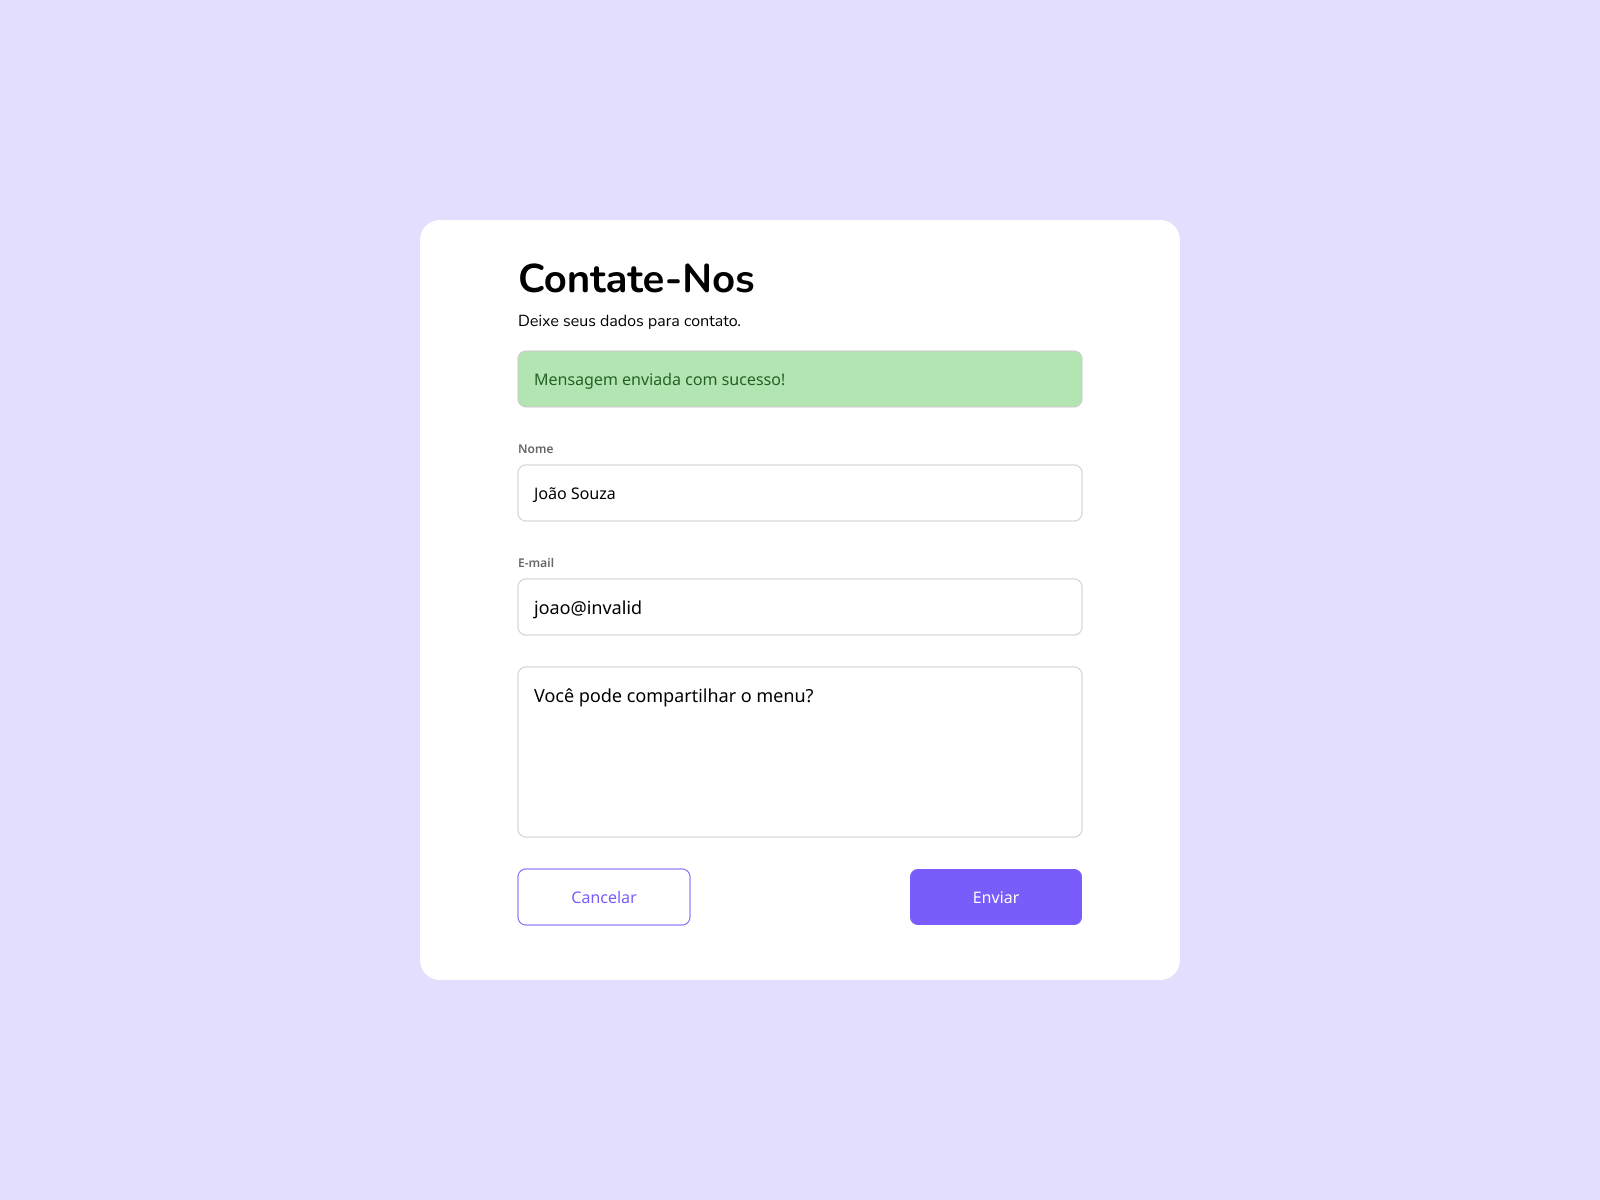 Contate-Nos
Deixe seus dados para contato.
Mensagem enviada com sucesso!
Nome
João Souza
E-mail
joao@invalid
Você pode compartilhar o menu?
Cancelar
Enviar